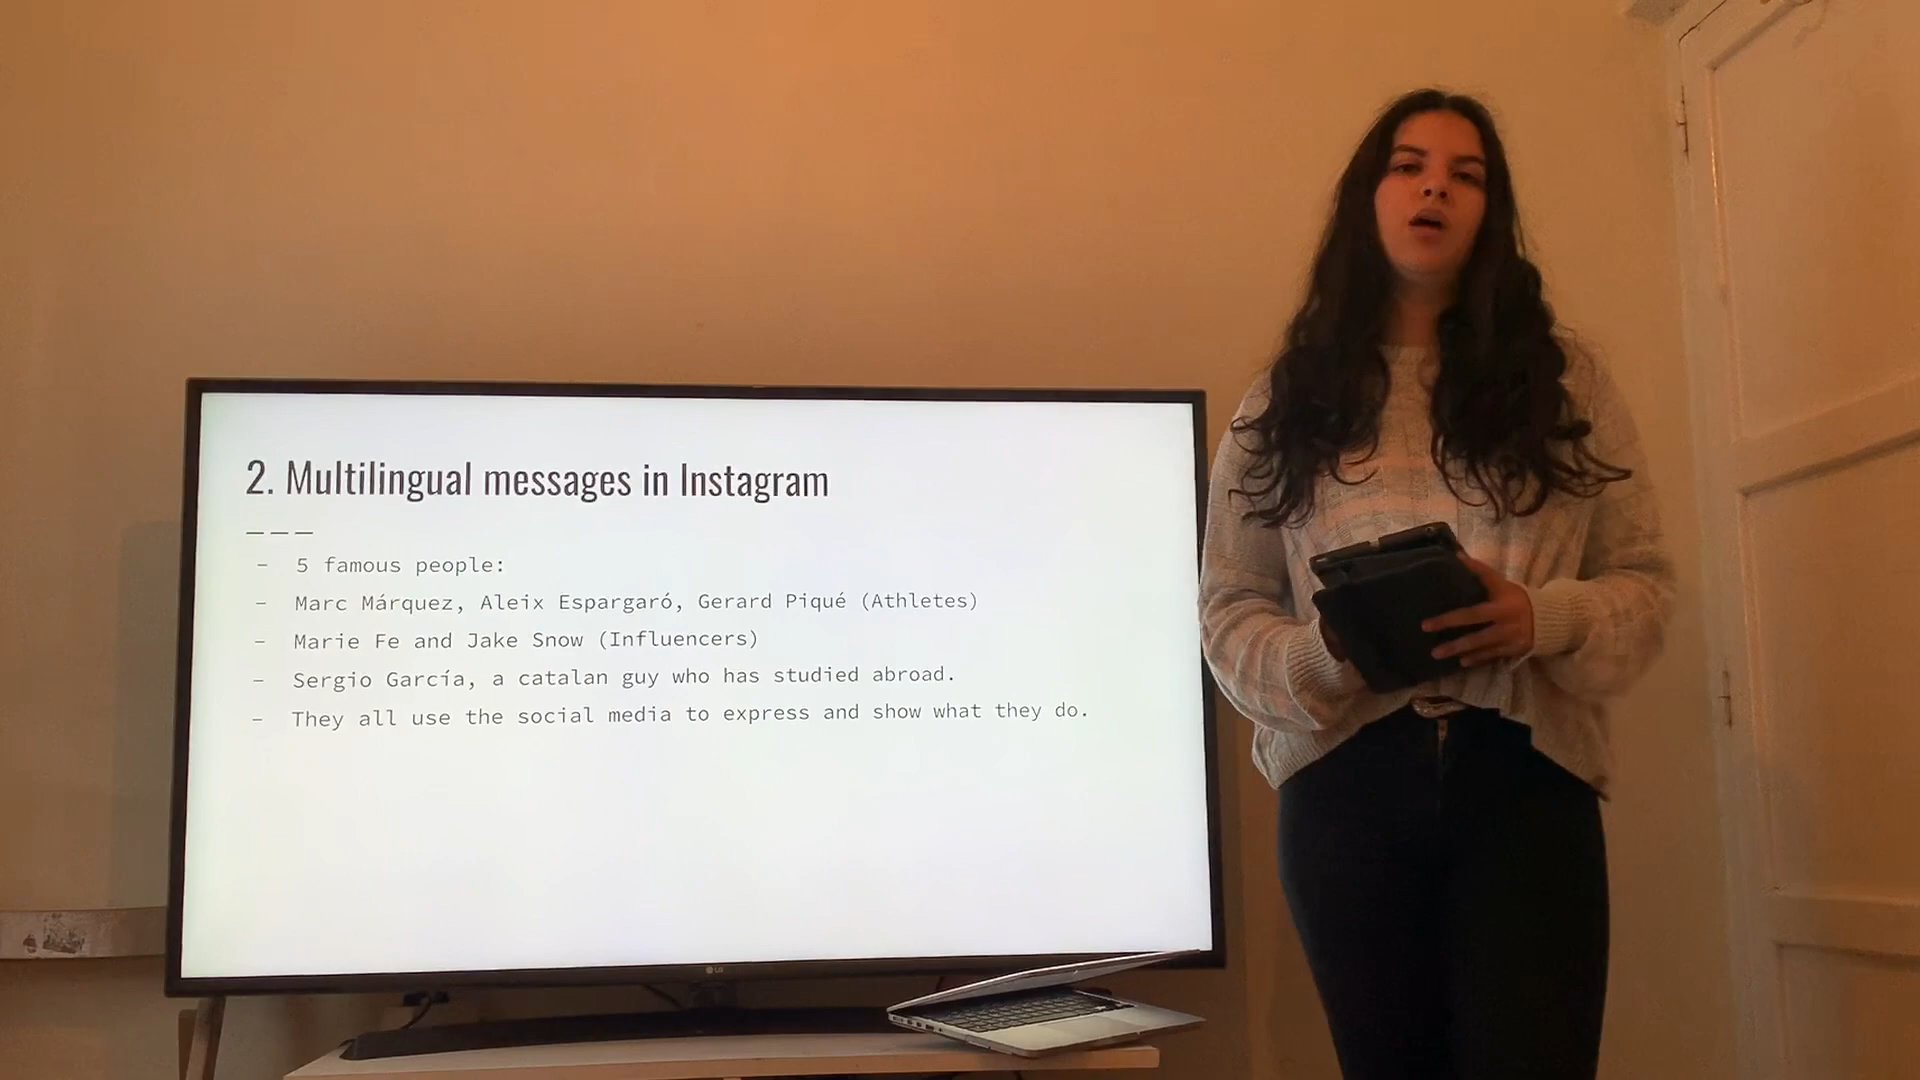 2. Multilingual messages in Instagram
– 5 famous people:
– Marc Márquez, Aleix Espargaró, Gerard Piqué (Athletes)
– Marie Fe and Jake Snow (Influencers)
– Sergio García, a catalan guy who has studied abroad.
– They all use the social media to express and show what they do.
LG